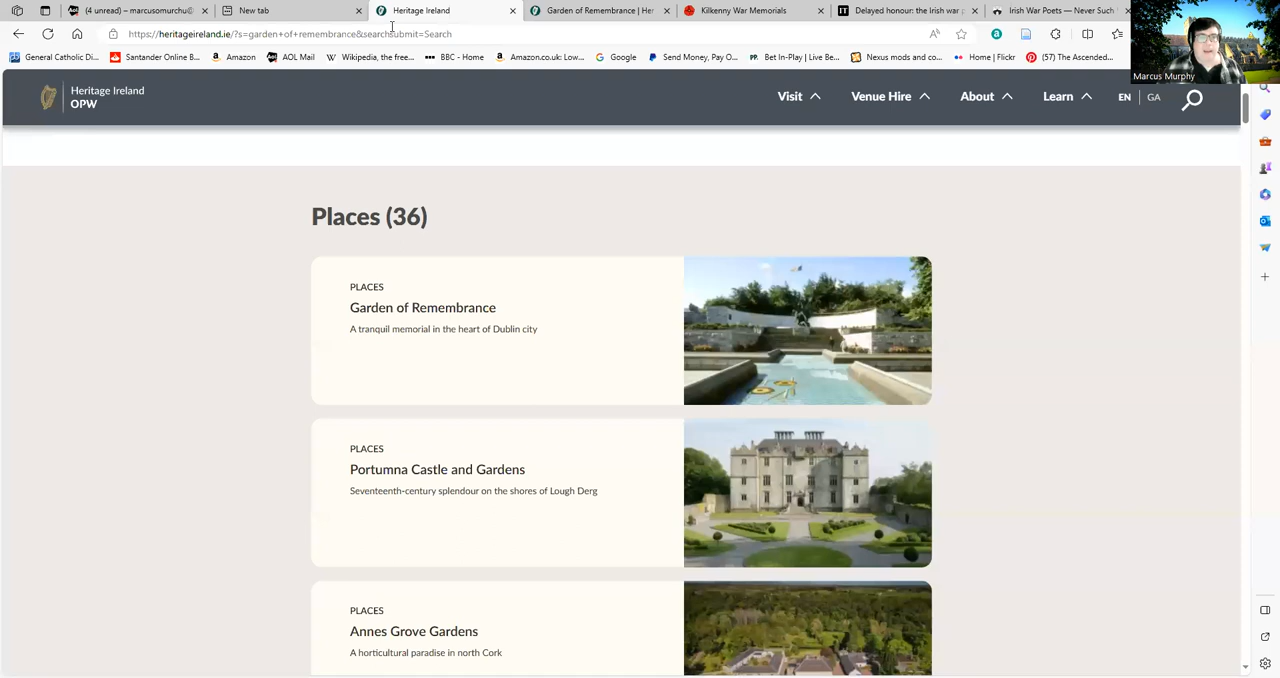 (4 unread) – marcusomurchu@
New tab
Heritage Ireland
Garden of Remembrance | Her
Kilkenny War Memorials
Delayed honour: the Irish war p
Irish War Poets — Never Such
https://heritageireland.ie/?s=garden+of+remembrance&searchsubmit=Search
General Catholic Di...
Santander Online B...
Amazon
AOL Mail
Wikipedia, the free...
BBC - Home
Amazon.co.uk: Low...
Google
Send Money, Pay O...
Bet In-Play | Live Be...
Nexus mods and co...
Home | Flickr
(57) The Ascended...
Marcus Murphy
Heritage Ireland
OPW
Visit
Venue Hire
About
Learn
EN | GA
Places (36)
PLACES
Garden of Remembrance
A tranquil memorial in the heart of Dublin city
PLACES
Portumna Castle and Gardens
Seventeenth-century splendour on the shores of Lough Derg
PLACES
Annes Grove Gardens
A horticultural paradise in north Cork